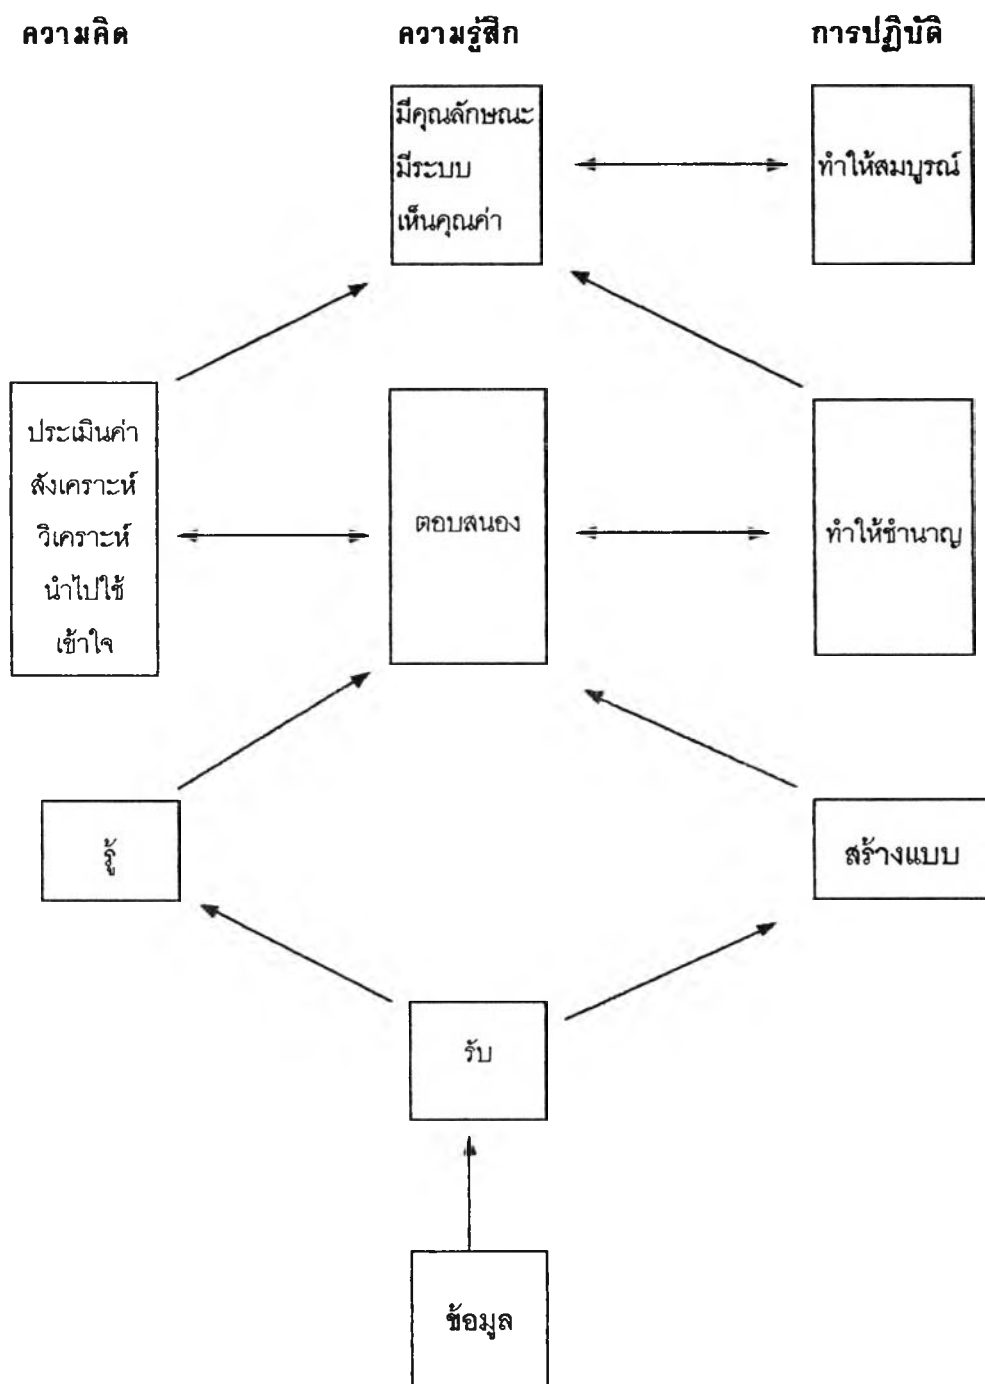 ความคิด
ความรู้สึก
การปฏิบัติ
มีคุณลักษณะ
มีระบบ
เห็นคุณค่า
ทำให้สมบูรณ์
ประเมินค่า
สังเคราะห์
วิเคราะห์
นำไปใช้
เข้าใจ
ตอบสนอง
ทำให้ชำนาญ
รู้
สร้างแบบ
รับ
ข้อมูล